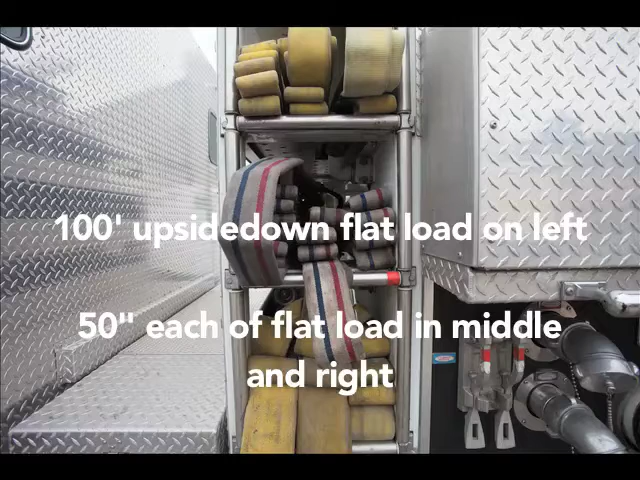 100' upsidedown flat load on left
50" each of flat load in middle
and right